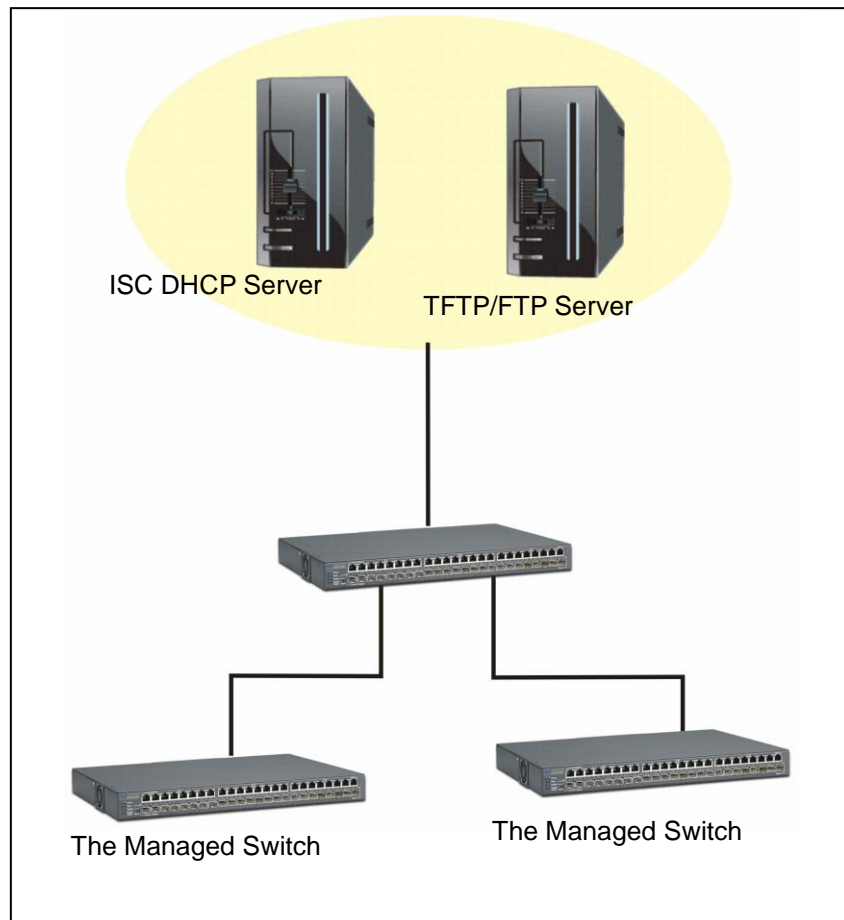 ISC DHCP Server
TFTP/FTP Server
The Managed Switch
The Managed Switch